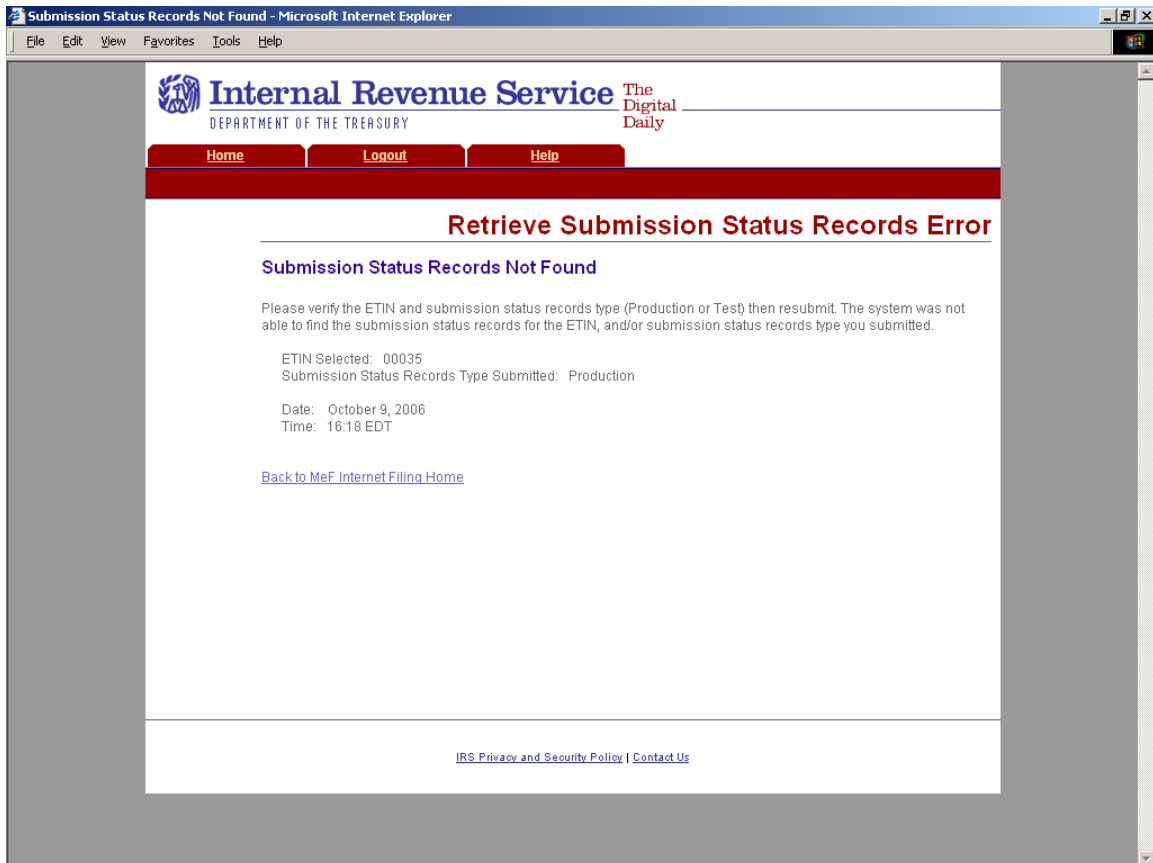 Submission Status Records Not Found - Microsoft Internet Explorer
File Edit View Favorites Tools Help
Internal Revenue Service
DEPARTMENT OF THE TREASURY
The
Digital
Daily
Home Logout Help
Retrieve Submission Status Records Error
Submission Status Records Not Found
Please verify the ETIN and submission status records type (Production or Test) then resubmit. The system was not
able to find the submission status records for the ETIN, and/or submission status records type you submitted.
ETIN Selected: 00035
Submission Status Records Type Submitted: Production
Date: October 9, 2006
Time: 16:18 EDT
Back to MeF Internet Filing Home
IRS Privacy and Security Policy | Contact Us